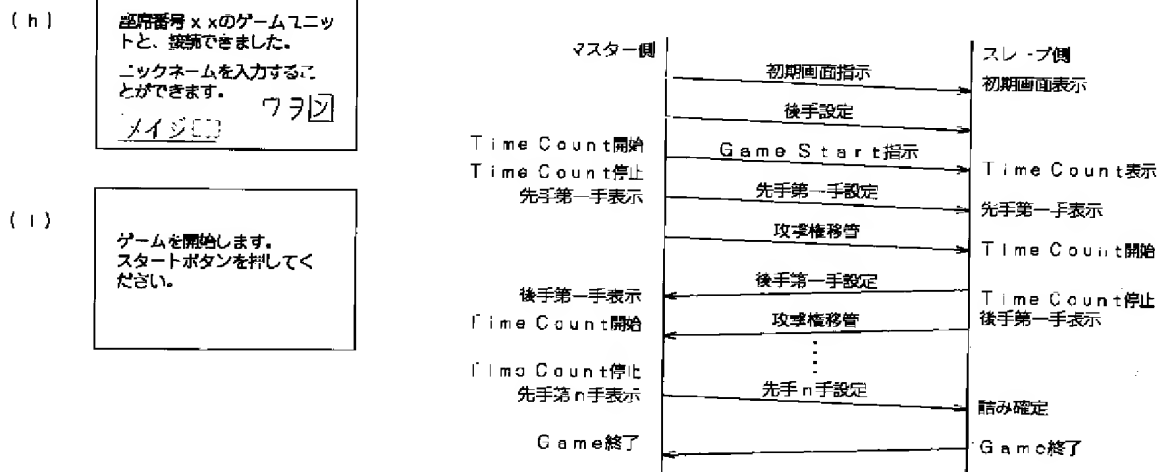 (h)
座席番号xxのゲームユニッ
トと、接続できました。
ニックネームを入力するこ
とができます。
ウヲン
メイジ
(i)
ゲームを開始します。
スタートボタンを押してく
ださい。
マスター側
スレーブ側
初期画面指示
初期画面表示
後手設定
Time Count開始
Game Start指示
Time Count停止
Time Count表示
先手第一手表示
先手第一手設定
先手第一手表示
攻撃権移管
Time Count開始
後手第一手設定
後手第一手表示
Time Count停止
Time Count開始
攻撃権移管
後手第一手表示
Time Count停止
先手第n手表示
先手n手設定
詰み確定
Game終了
Game終了